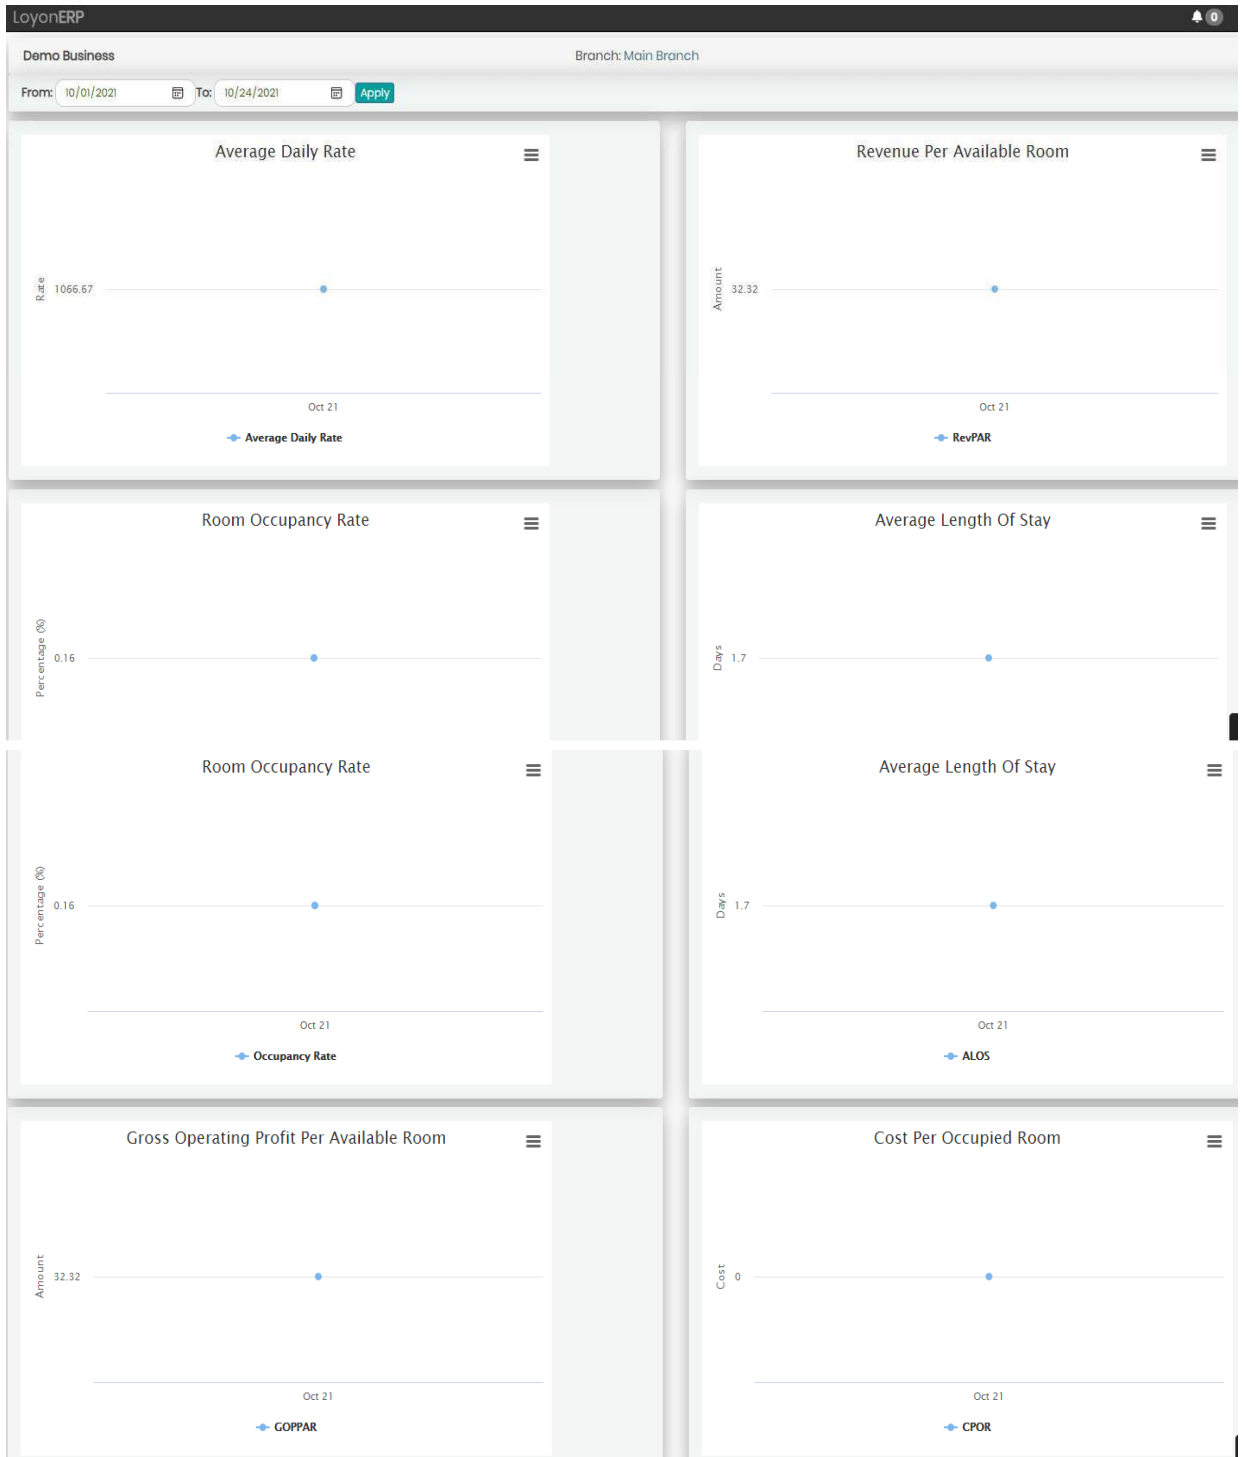 LoyonERP
0
Demo Business
Branch: Main Branch
From: 10/01/2021 To: 10/24/2021 Apply
Average Daily Rate
Rate
1066.67
Oct 21
Average Daily Rate
Revenue Per Available Room
Amount
32.32
Oct 21
RevPAR
Room Occupancy Rate
Percentage (%)
0.16
Average Length Of Stay
Days
1.7
Room Occupancy Rate
Percentage (%)
0.16
Oct 21
Occupancy Rate
Average Length Of Stay
Days
1.7
Oct 21
ALOS
Gross Operating Profit Per Available Room
Amount
32.32
Oct 21
GOPPAR
Cost Per Occupied Room
Cost
0
Oct 21
CPOR